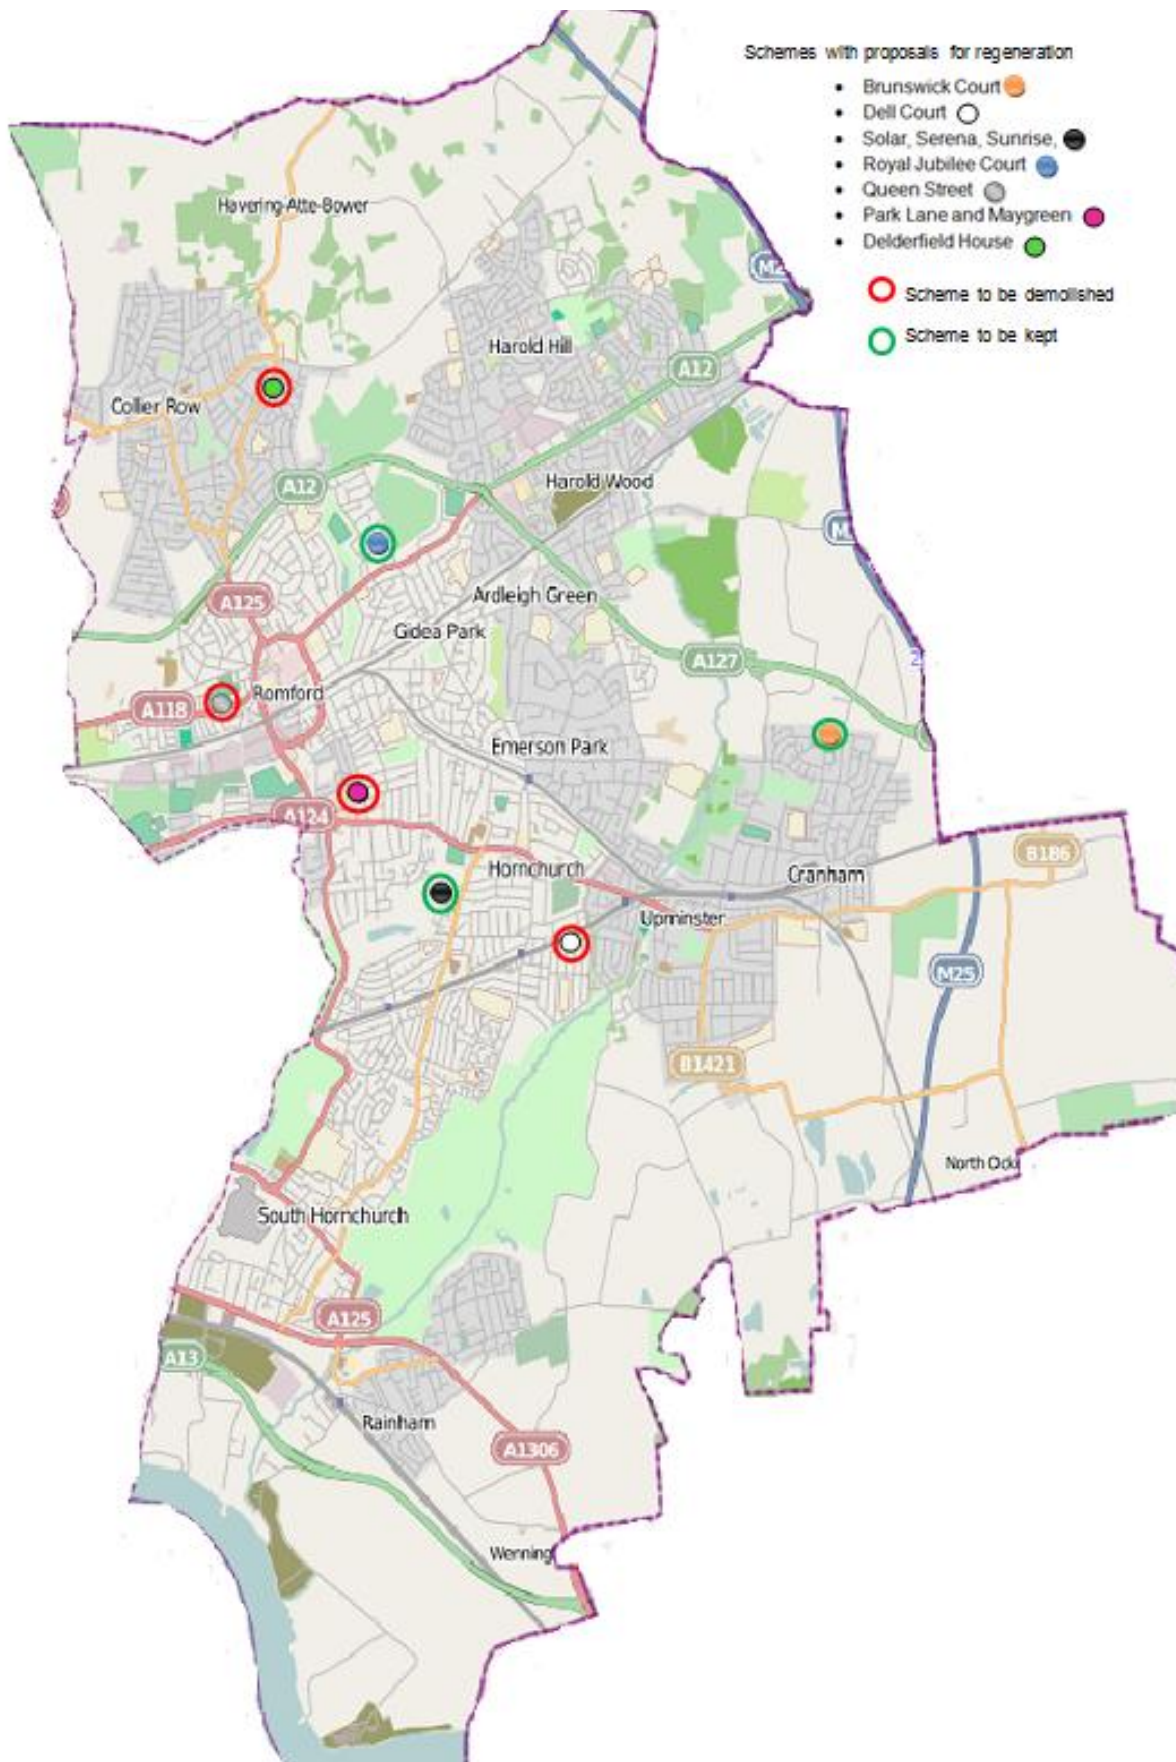 Schemes with proposals for regeneration
• Brunswick Court
• Dell Court
• Solar, Serena, Sunrise,
• Royal Jubilee Court
• Queen Street
• Park Lane and Maygreen
• Delderfield House
Scheme to be demolished
Scheme to be kept
Havering-Atte-Bower
Harold Hill
A12
Collier Row
Harold Wood
A12
Ardleigh Green
A125
Gidea Park
A127
Romford
A118
Emerson Park
A124
B186
Hornchurch
Cranham
Upminster
M25
B1421
North Ock
South Hornchurch
A125
A13
Rainham
A1306
Wenning